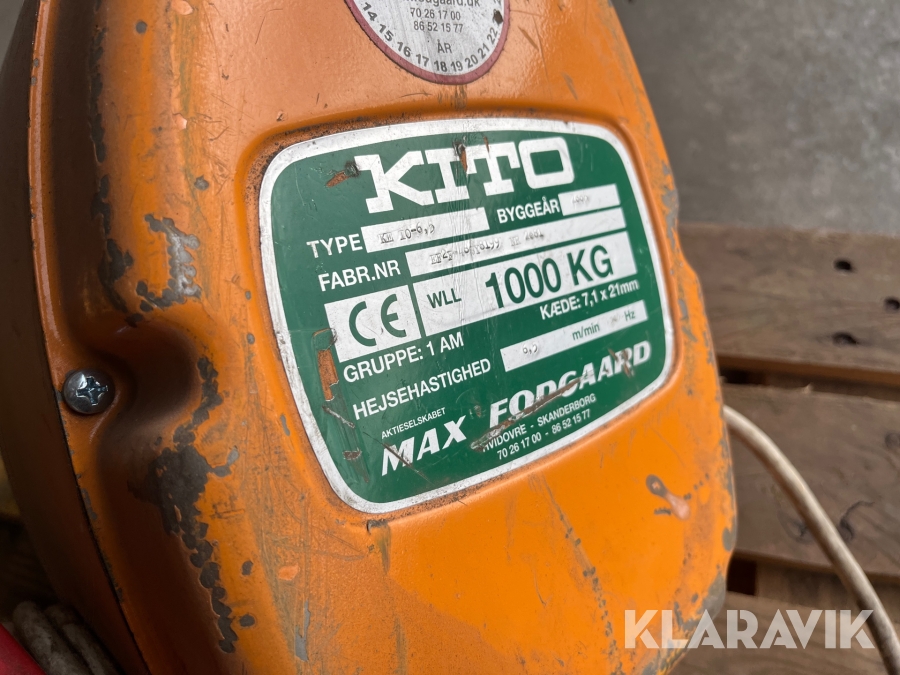 70 26 17 00
86 52 15 77
ÅR
14 15 16 17 18 19 20 21 22
KITO
TYPE BYGGEÅR
FABR.NR
CE WLL 1000 KG
GRUPPE: 1 AM KÆDE: 7,1 x 21mm
HEJSEHASTIGHED m/min Hz
AKTIESELSKABET
MAX FODGAARD
HVIDOVRE - SKANDERBORG
70 26 17 00 - 86 52 15 77
KLARAVIK